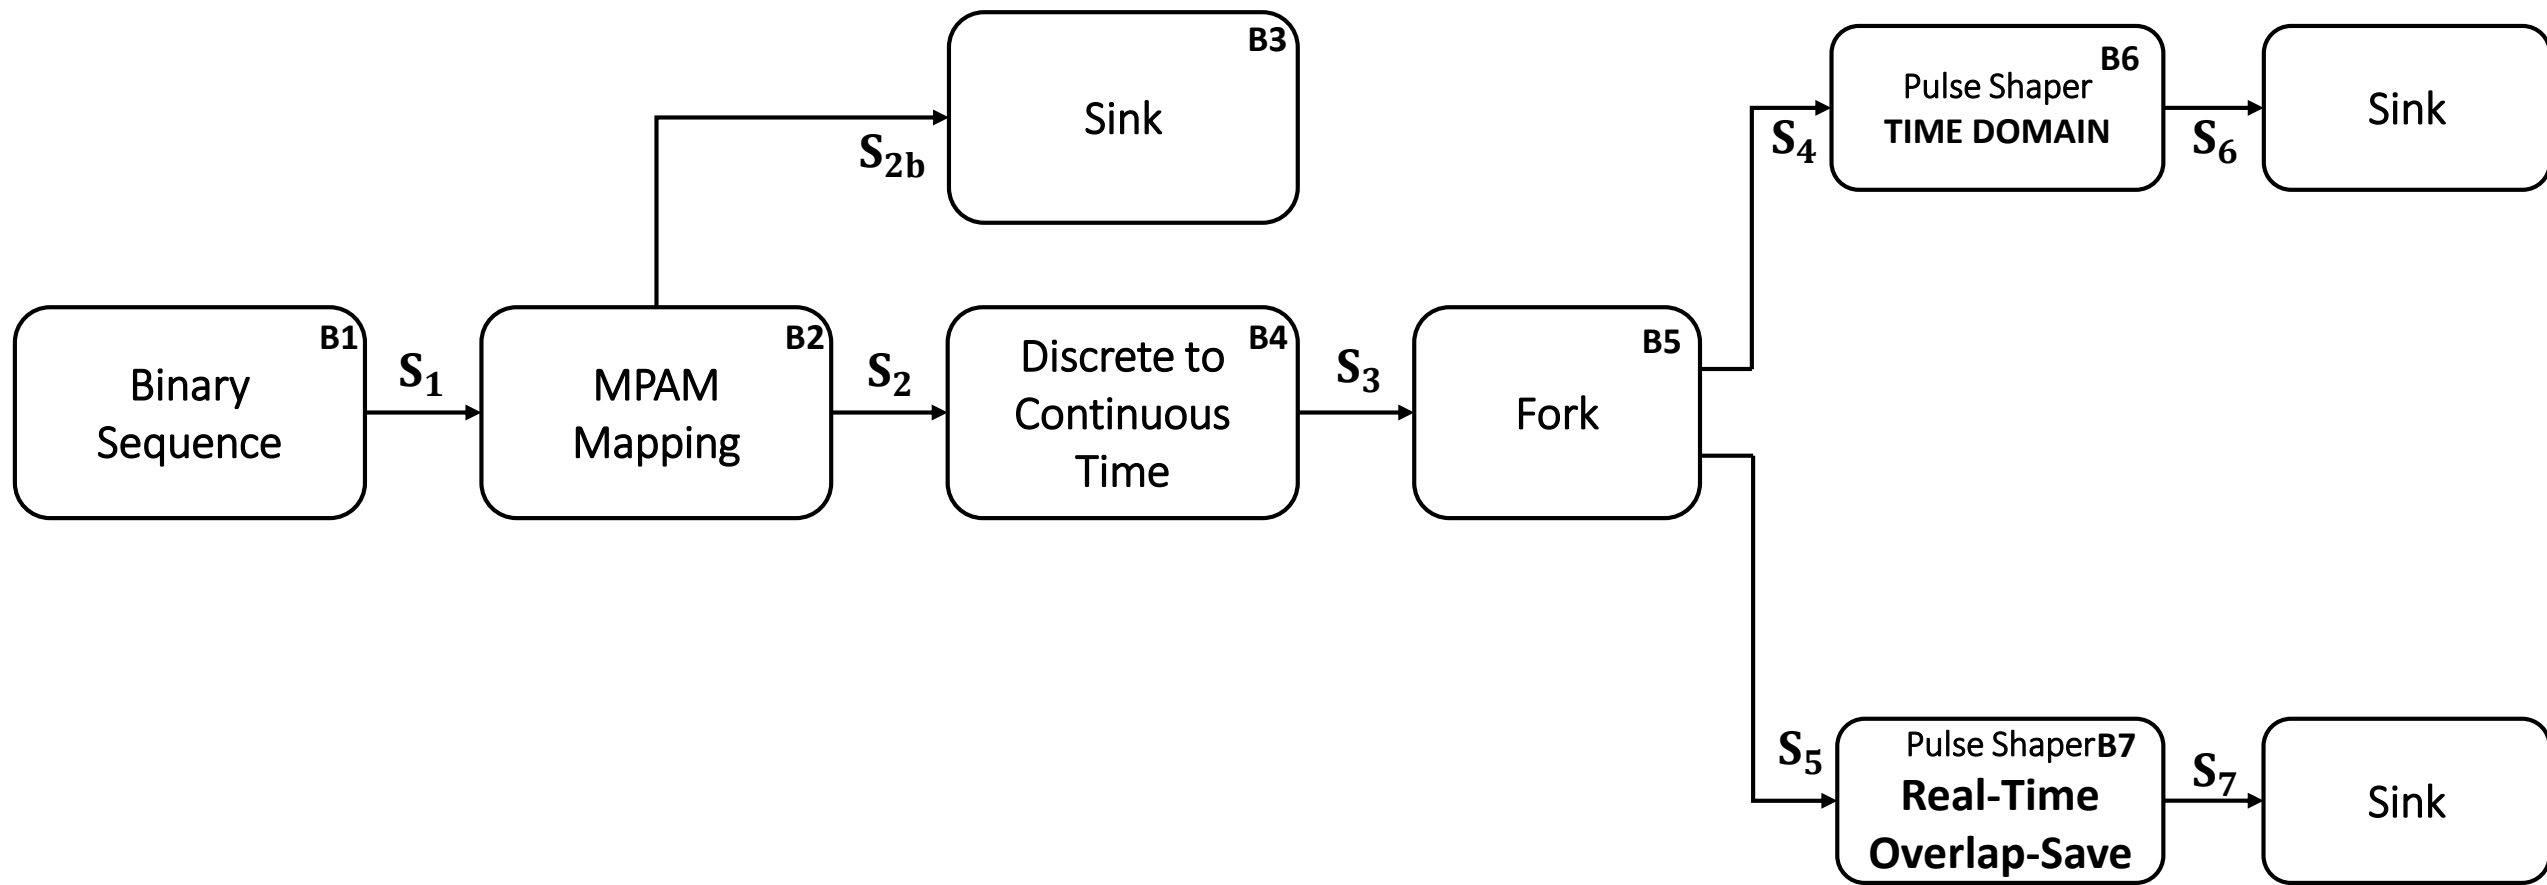 B3
Sink
S2b
B6
Pulse Shaper
TIME DOMAIN
S4
S6
Sink
B1
Binary
Sequence
S1
B2
MPAM
Mapping
S2
B4
Discrete to
Continuous
Time
S3
B5
Fork
S5
Pulse Shaper B7
Real-Time
Overlap-Save
S7
Sink